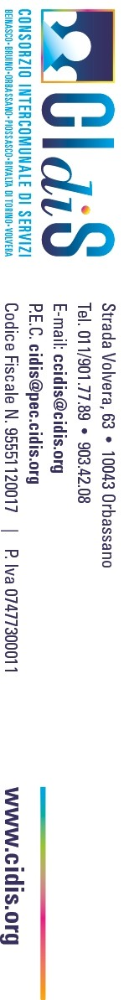 CIdiS
CONSORZIO INTERCOMUNALE DI SERVIZI
BEINASCO•BRUINO•ORBASSANO•PIOSSASCO•RIVALTA DI TORINO•VOLVERA
Strada Volvera, 63 • 10043 Orbassano
Tel. 011/901.77.89 • 903.42.08
E-mail: ccidis@cidis.org
P.E.C. cidis@pec.cidis.org
Codice Fiscale N. 95551120017 | P. Iva 07477300011
www.cidis.org